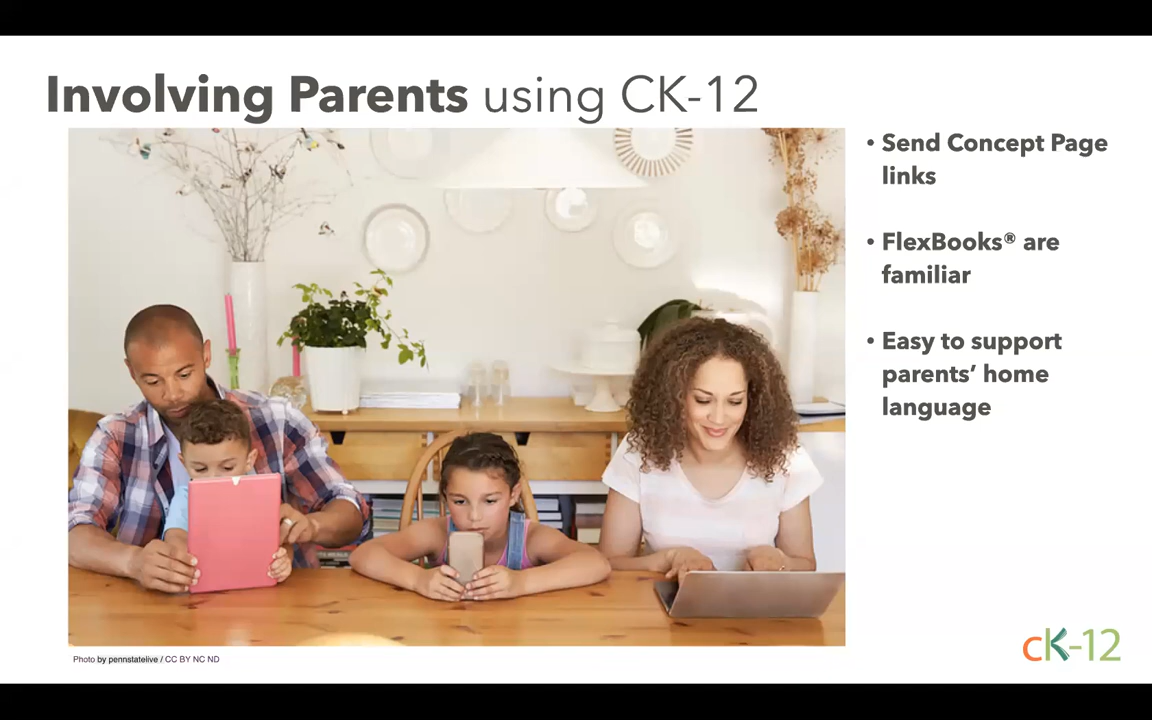 Involving Parents using CK-12
• Send Concept Page
links
• FlexBooks® are
familiar
• Easy to support
parents’ home
language
Photo by pennstatelive / CC BY NC ND
cK-12